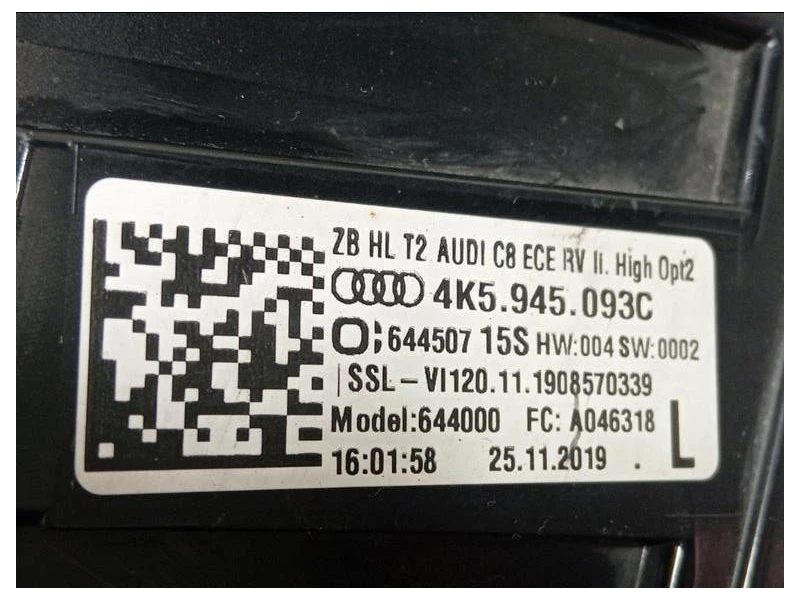 ZB HL T2 AUDI C8 ECE RV li. High Opt2
4K5.945.093C
644507 15S HW:004 SW:0002
SSL-VI120.11.1908570339
Model:644000 FC: A046318
16:01:58 25.11.2019 . L